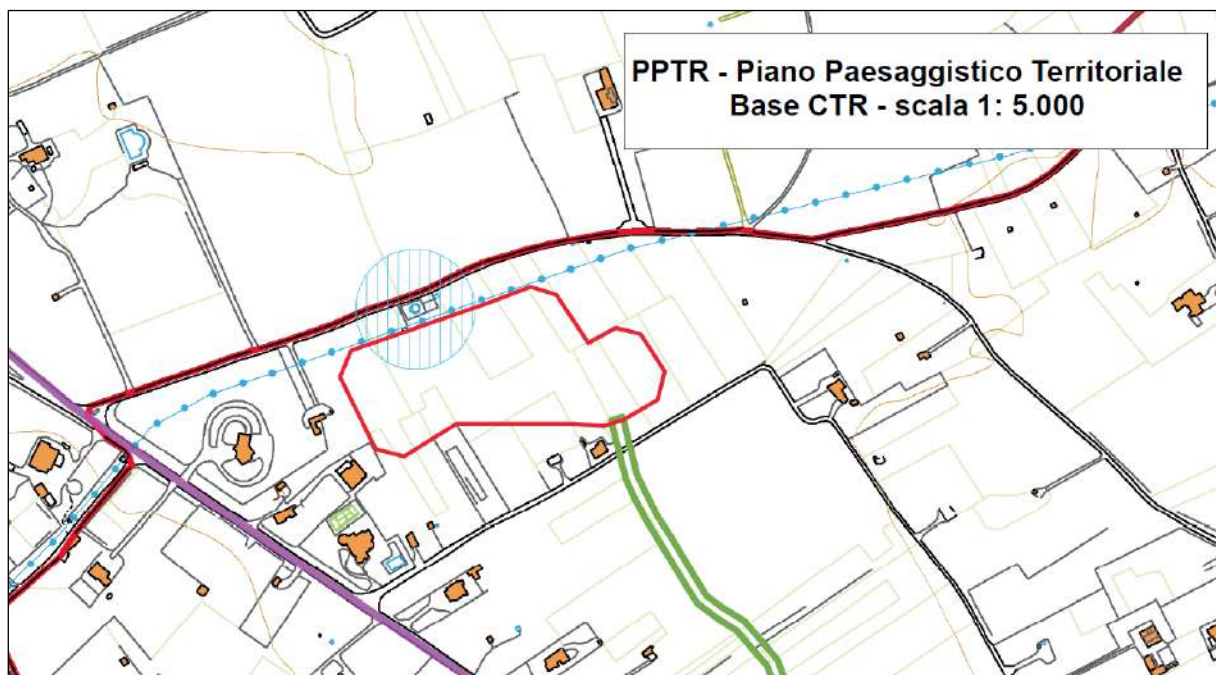 PPTR - Piano Paesaggistico Territoriale
Base CTR - scala 1: 5.000